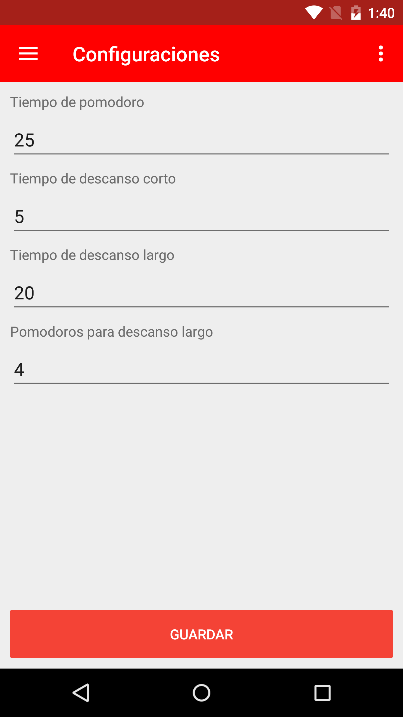 1:40
Configuraciones
Tiempo de pomodoro
25
Tiempo de descanso corto
5
Tiempo de descanso largo
20
Pomodoros para descanso largo
4
GUARDAR